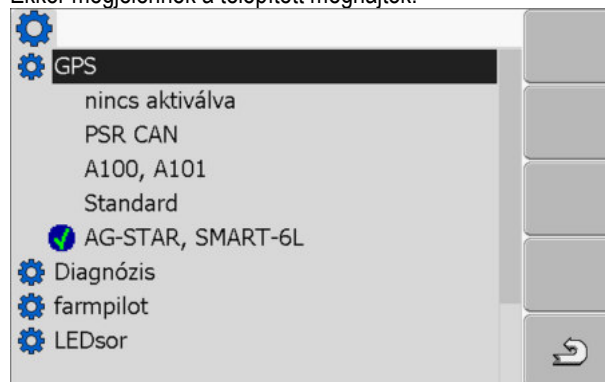 Ekkor megjelennek a telepített meghajtók:
GPS
nincs aktiválva
PSR CAN
A100, A101
Standard
AG-STAR, SMART-6L
Diagnózis
farmpilot
LEDsor